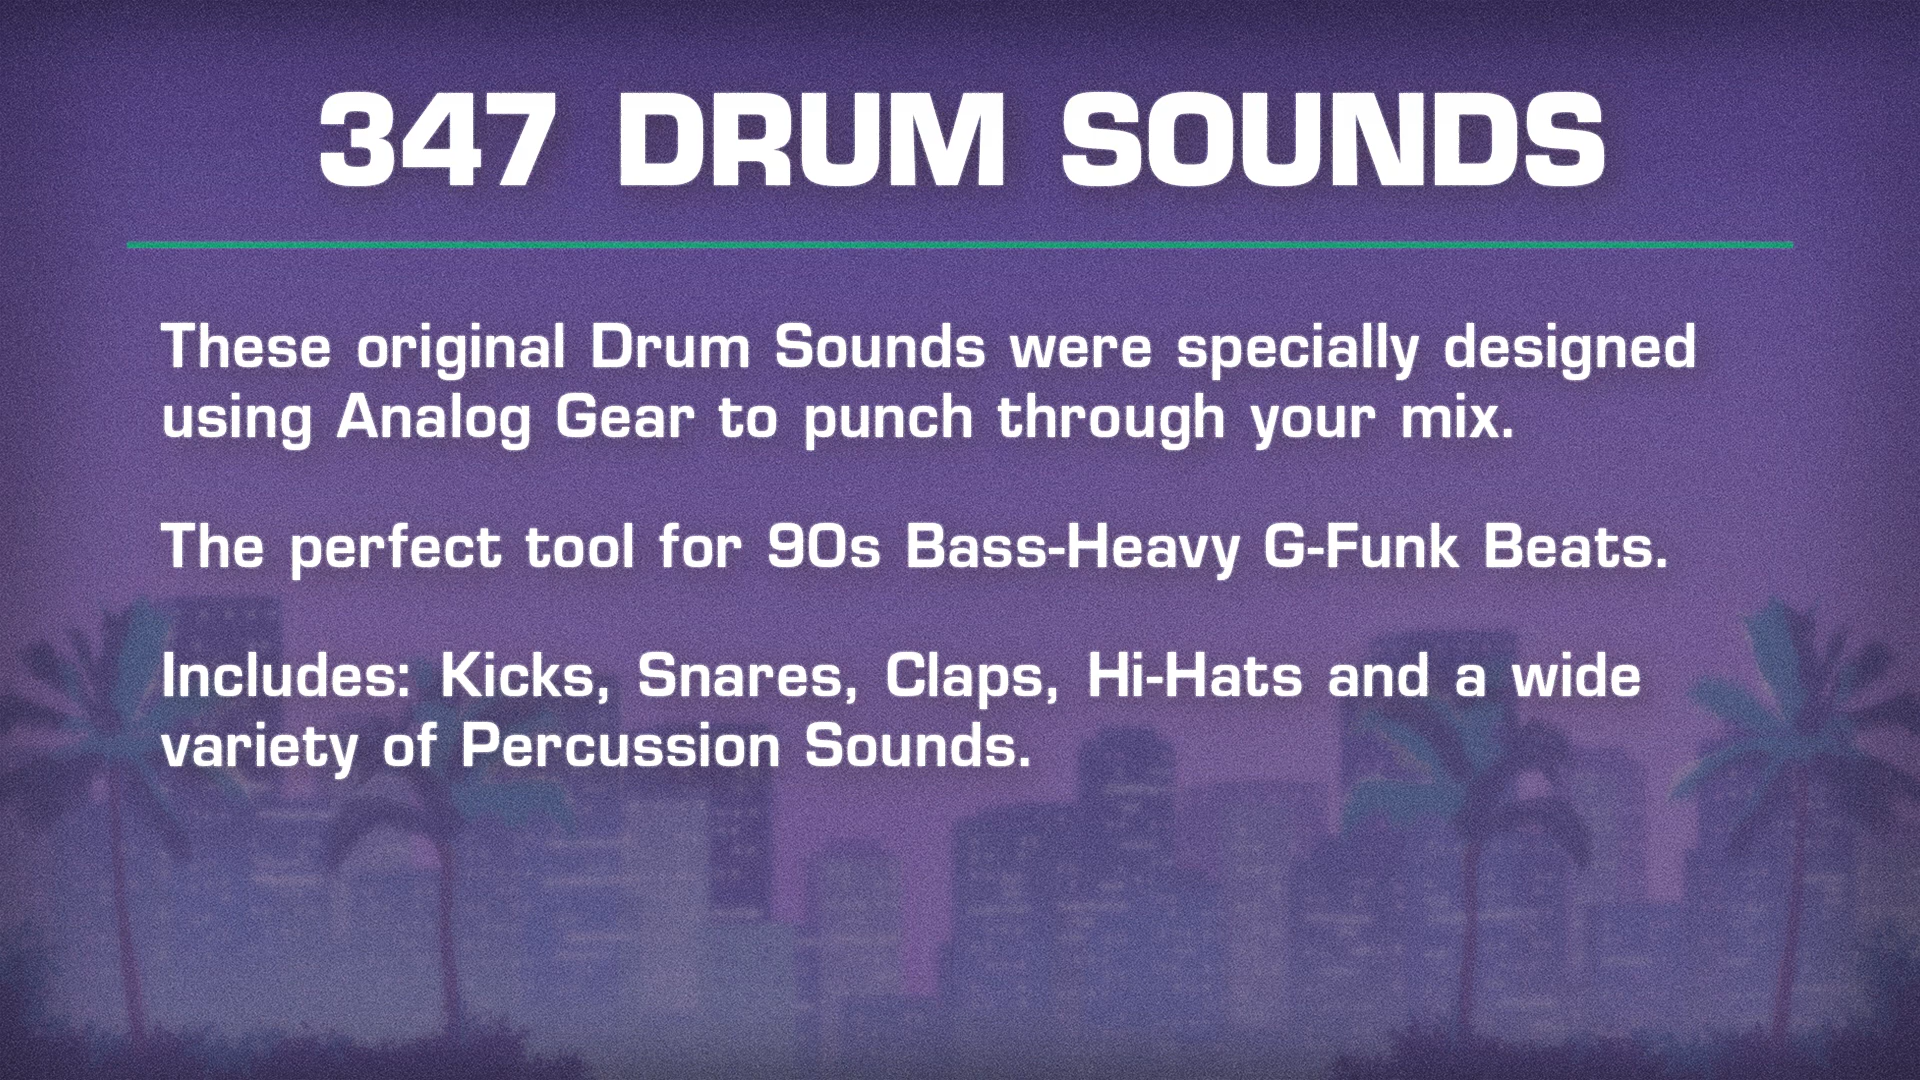 347 DRUM SOUNDS
These original Drum Sounds were specially designed
using Analog Gear to punch through your mix.
The perfect tool for 90s Bass-Heavy G-Funk Beats.
Includes: Kicks, Snares, Claps, Hi-Hats and a wide
variety of Percussion Sounds.